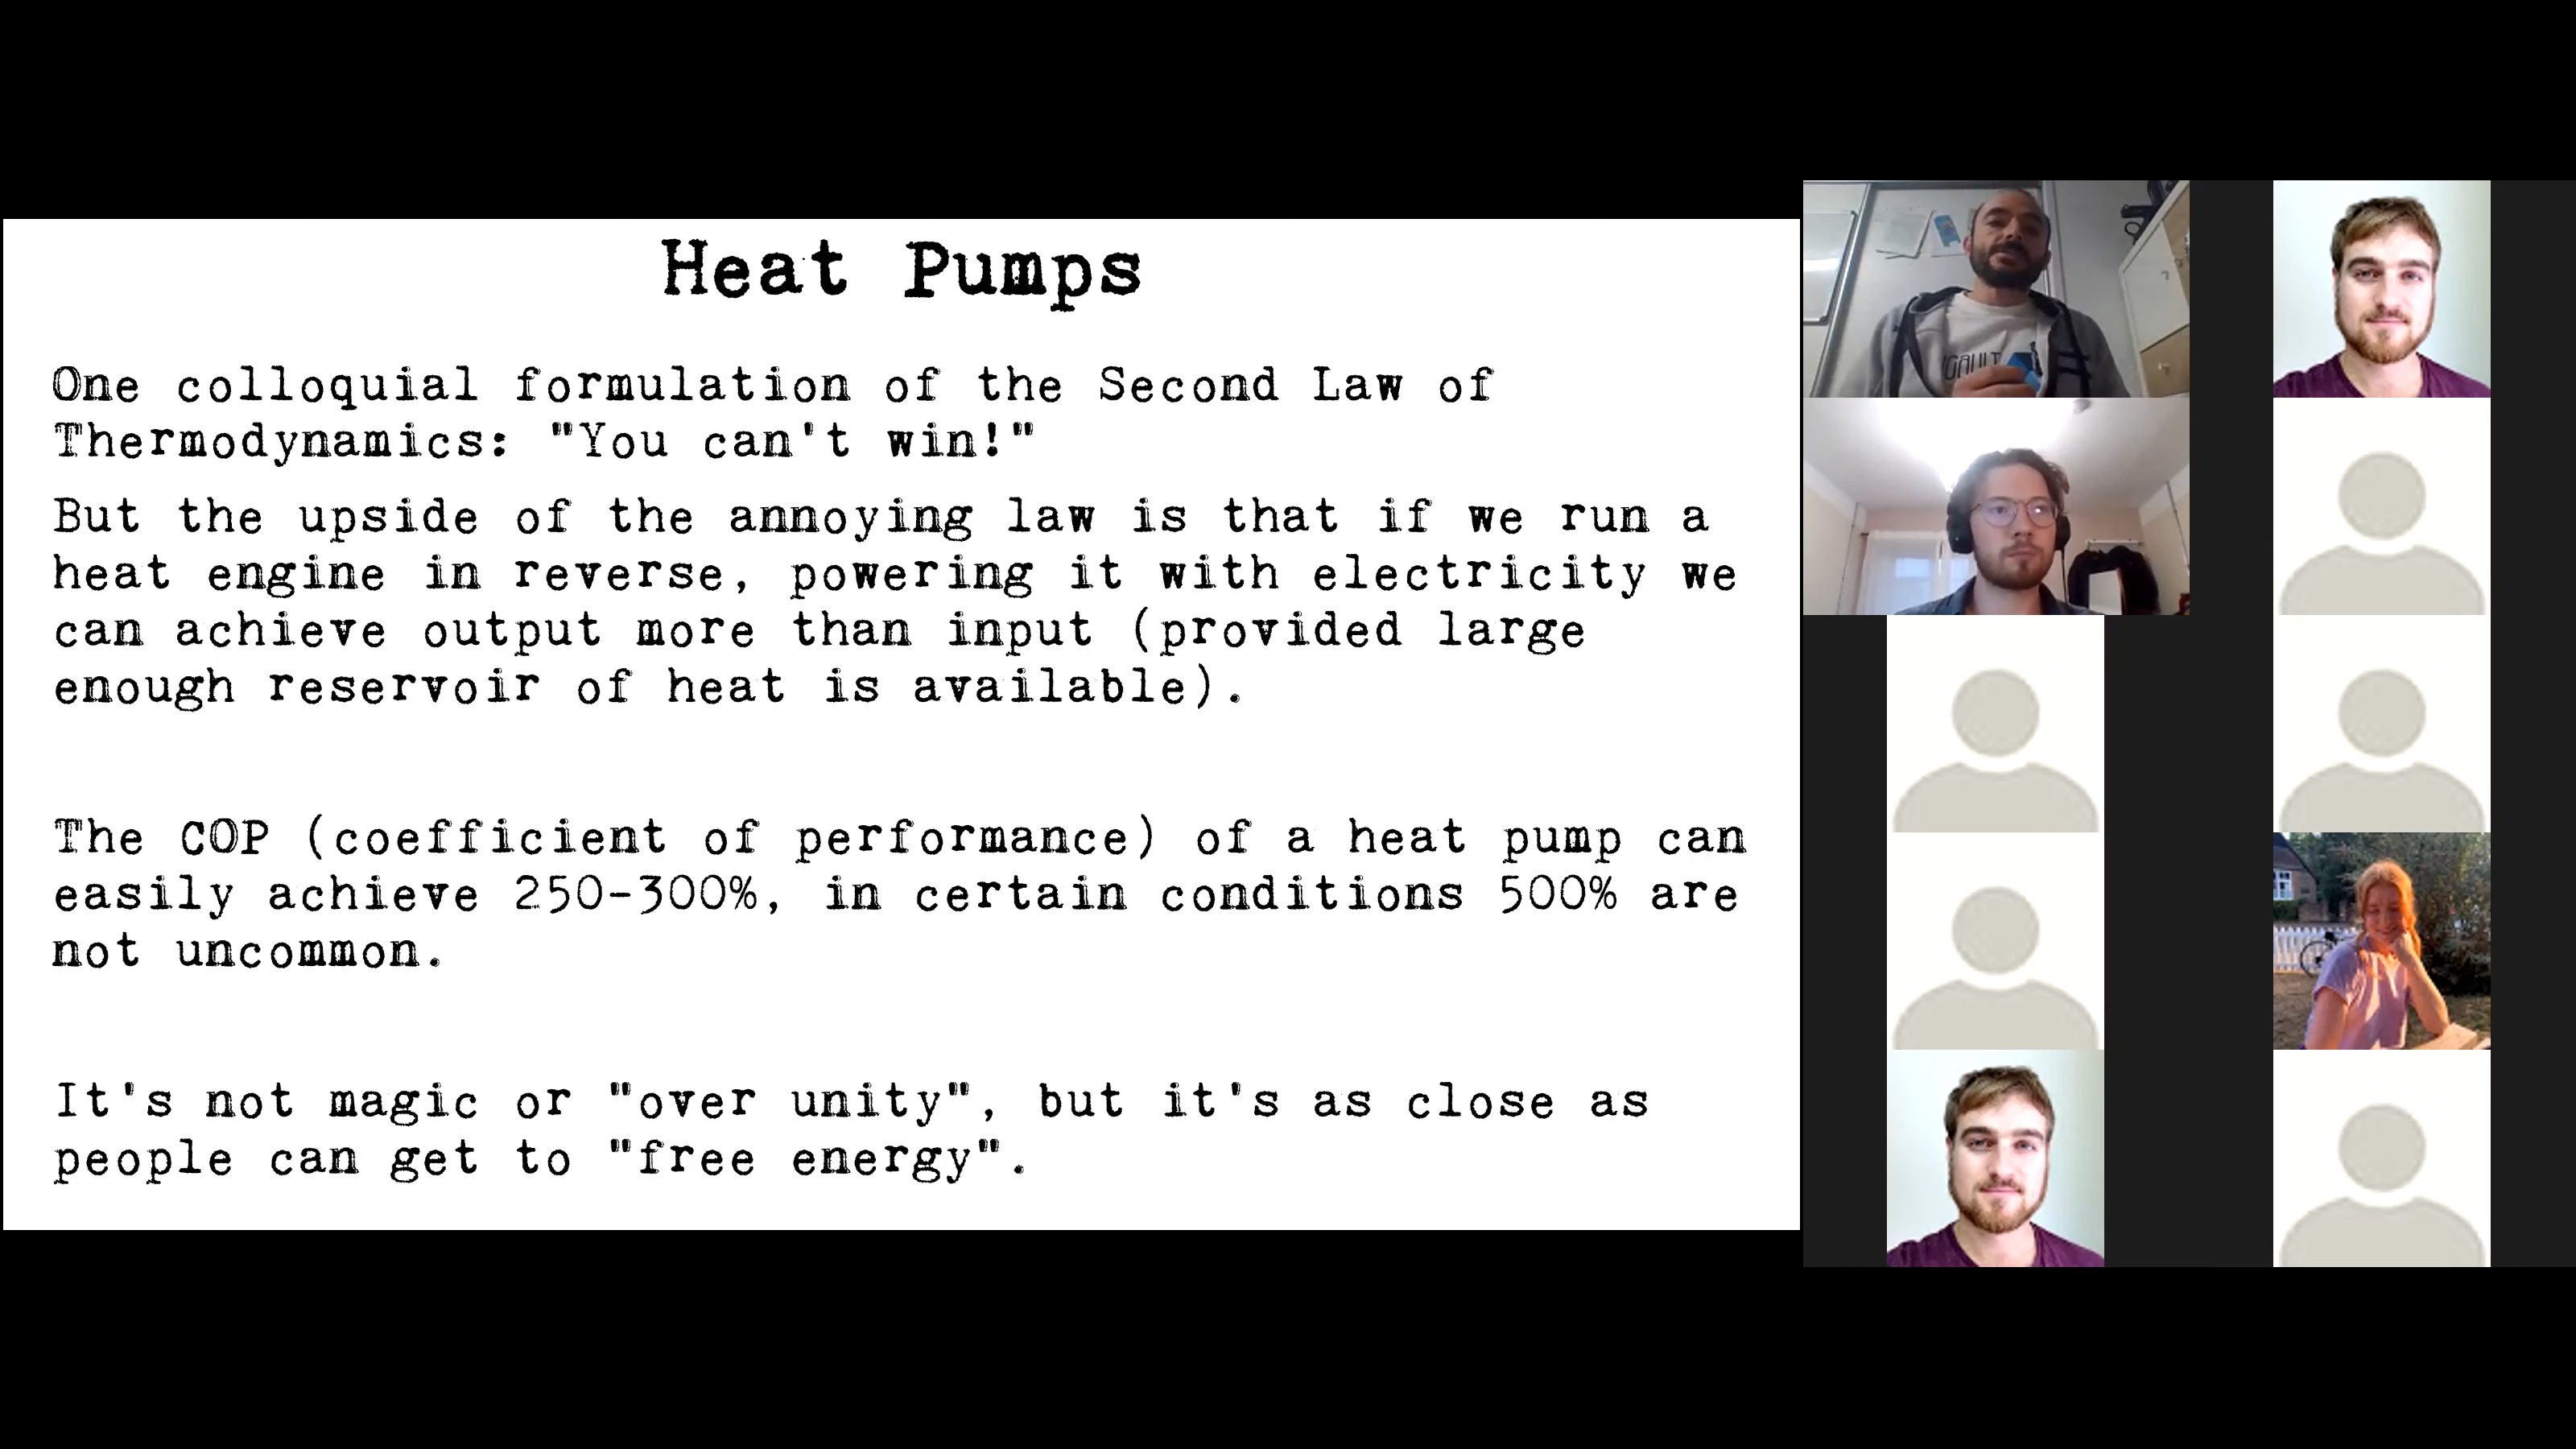 Heat Pumps
One colloquial formulation of the Second Law of
Thermodynamics: "You can't win!"
But the upside of the annoying law is that if we run a
heat engine in reverse, powering it with electricity we
can achieve output more than input (provided large
enough reservoir of heat is available).
The COP (coefficient of performance) of a heat pump can
easily achieve 250-300%, in certain conditions 500% are
not uncommon.
It's not magic or "over unity", but it's as close as
people can get to "free energy".